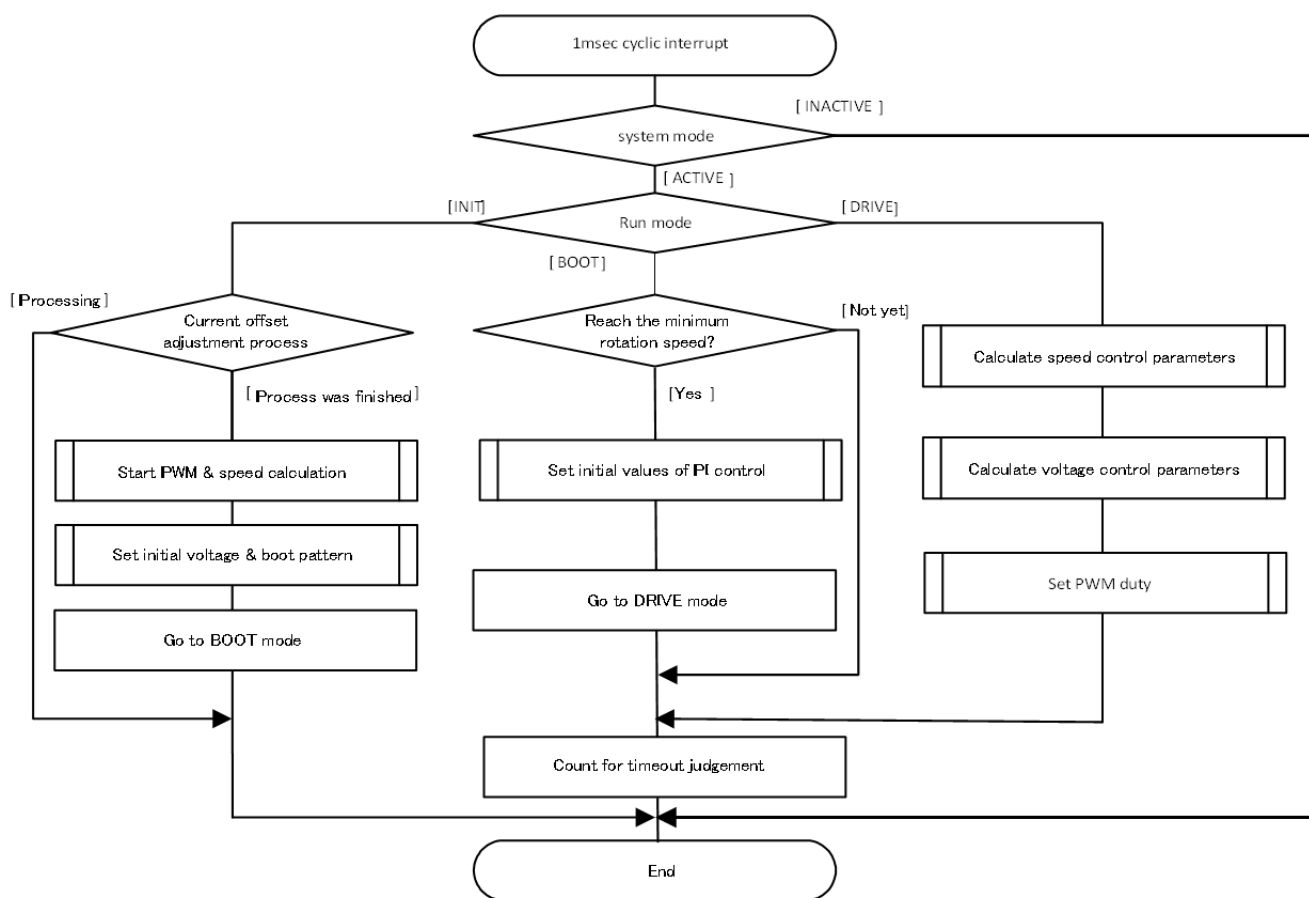 1msec cyclic interrupt
[ INACTIVE ]
system mode
[ ACTIVE ]
[INIT]
Run mode
[ DRIVE]
[ BOOT ]
[ Processing ]
Current offset
adjustment process
Reach the minimum
rotation speed?
[Not yet]
Calculate speed control parameters
[ Process was finished]
[Yes ]
Start PWM & speed calculation
Set initial values of PI control
Calculate voltage control parameters
Set initial voltage & boot pattern
Set PWM duty
Go to DRIVE mode
Go to BOOT mode
Count for timeout judgement
End